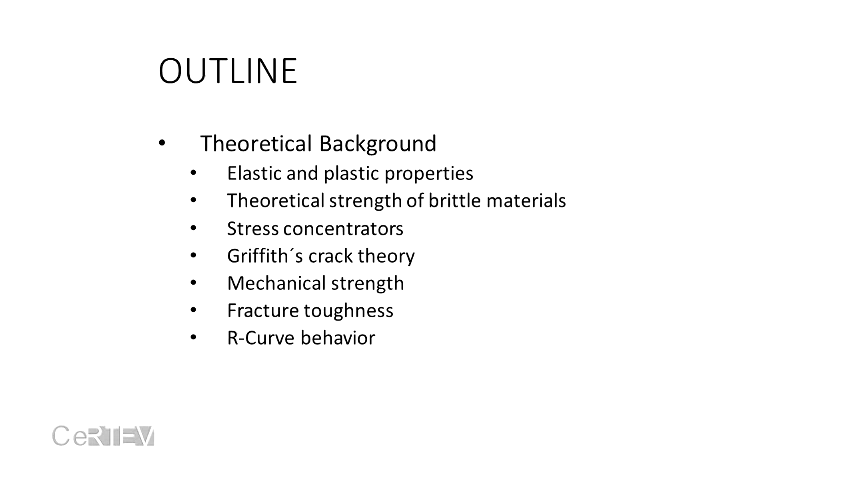 OUTLINE
• Theoretical Background
• Elastic and plastic properties
• Theoretical strength of brittle materials
• Stress concentrators
• Griffith´s crack theory
• Mechanical strength
• Fracture toughness
• R-Curve behavior
CeRTEV